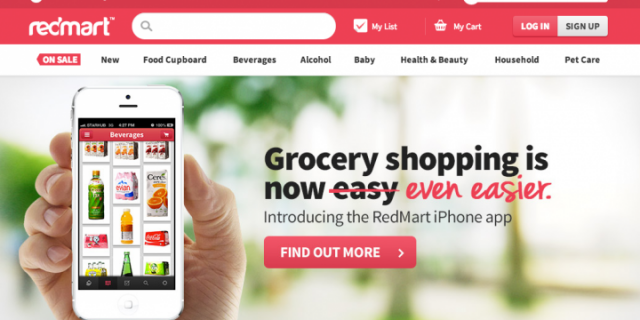 redmart™
My List
My Cart
LOG IN
SIGN UP
ON SALE
New
Food Cupboard
Beverages
Alcohol
Baby
Health & Beauty
Household
Pet Care
Beverages
evian
Grocery shopping is
now easy even easier.
Introducing the RedMart iPhone app
FIND OUT MORE